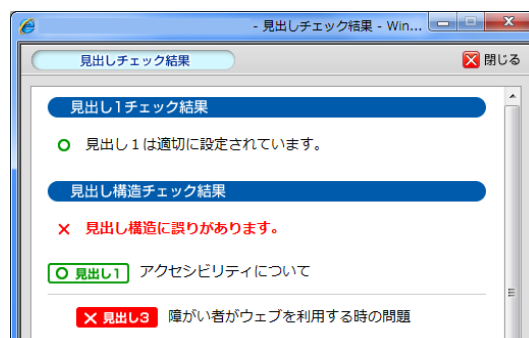 - 見出しチェック結果 - Win...
見出しチェック結果
閉じる
見出し1チェック結果
見出し1は適切に設定されています。
見出し構造チェック結果
× 見出し構造に誤りがあります。
見出し1 アクセシビリティについて
× 見出し3 障がい者がウェブを利用する時の問題